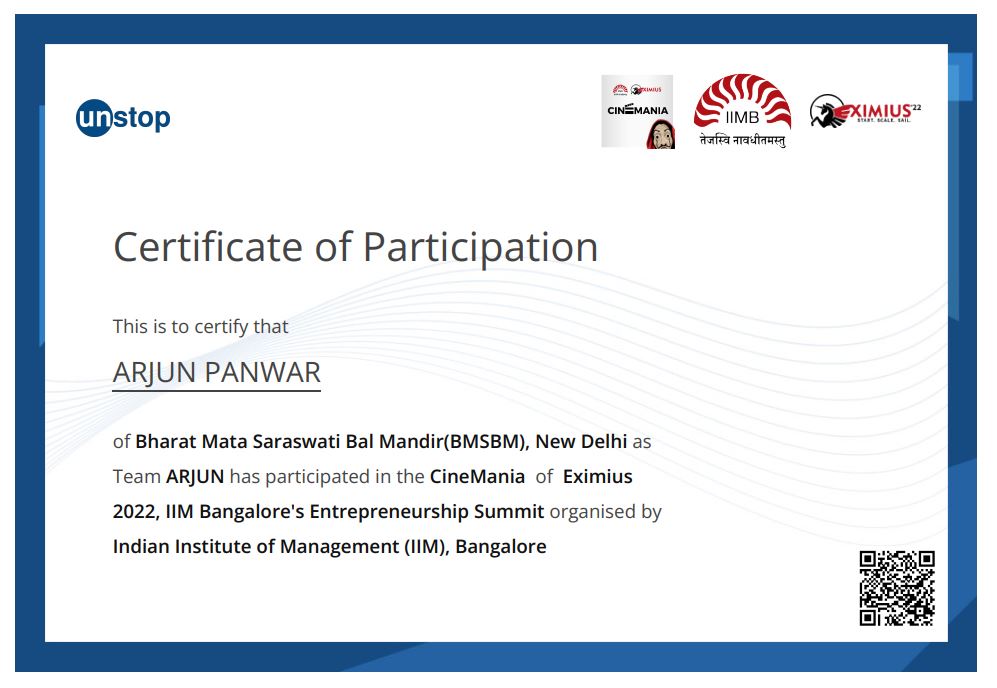 unstop
EXIMIUS
CINEMANIA
IIMB
तेजस्वि नावधीतमस्तु
EXIMIUS'22
START. SCALE. SAIL.
Certificate of Participation
This is to certify that
ARJUN PANWAR
of Bharat Mata Saraswati Bal Mandir(BMSBM), New Delhi as
Team ARJUN has participated in the CineMania of Eximius
2022, IIM Bangalore's Entrepreneurship Summit organised by
Indian Institute of Management (IIM), Bangalore